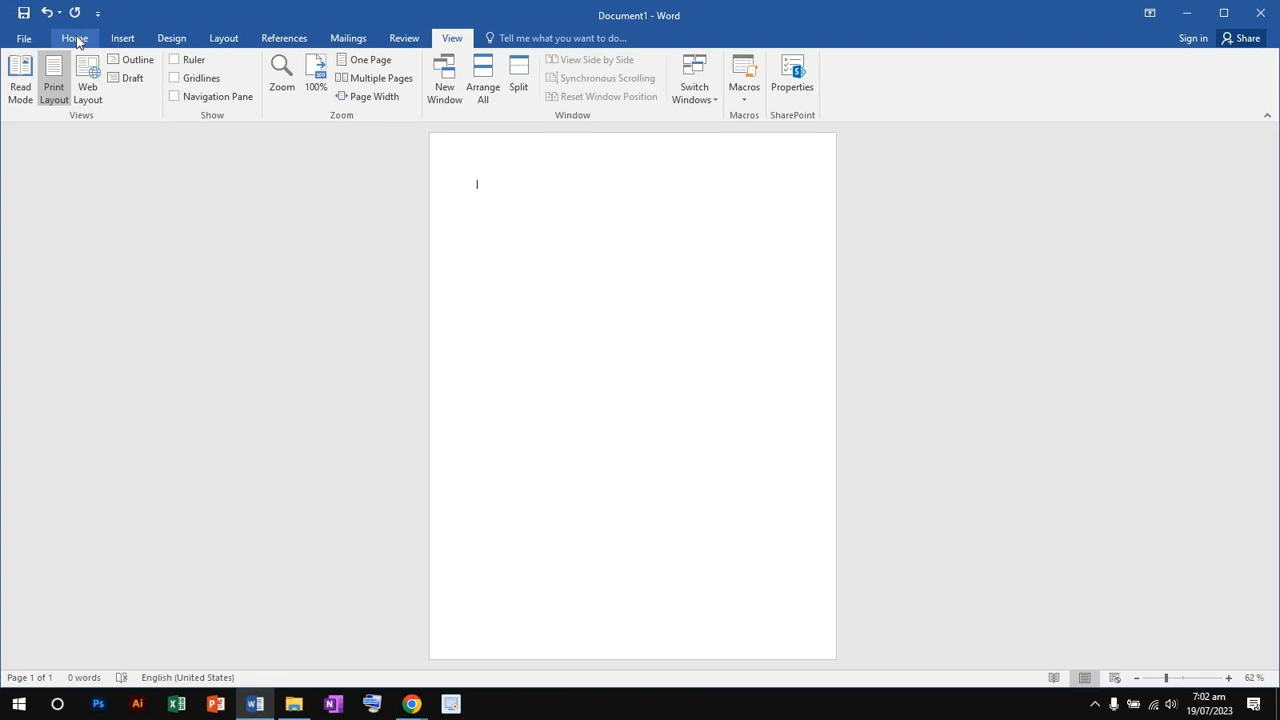 Document1 - Word
File Home Insert Design Layout References Mailings Review View Tell me what you want to do... Sign in Share
Read Mode
Print Layout
Web Layout
Outline
Draft
Views
Ruler
Gridlines
Navigation Pane
Show
Zoom
100%
One Page
Multiple Pages
Page Width
Zoom
New Window
Arrange All
Split
View Side by Side
Synchronous Scrolling
Reset Window Position
Window
Switch Windows
Macros
Macros
Properties
SharePoint
Page 1 of 1 0 words English (United States) 62 %
7:02 am
19/07/2023